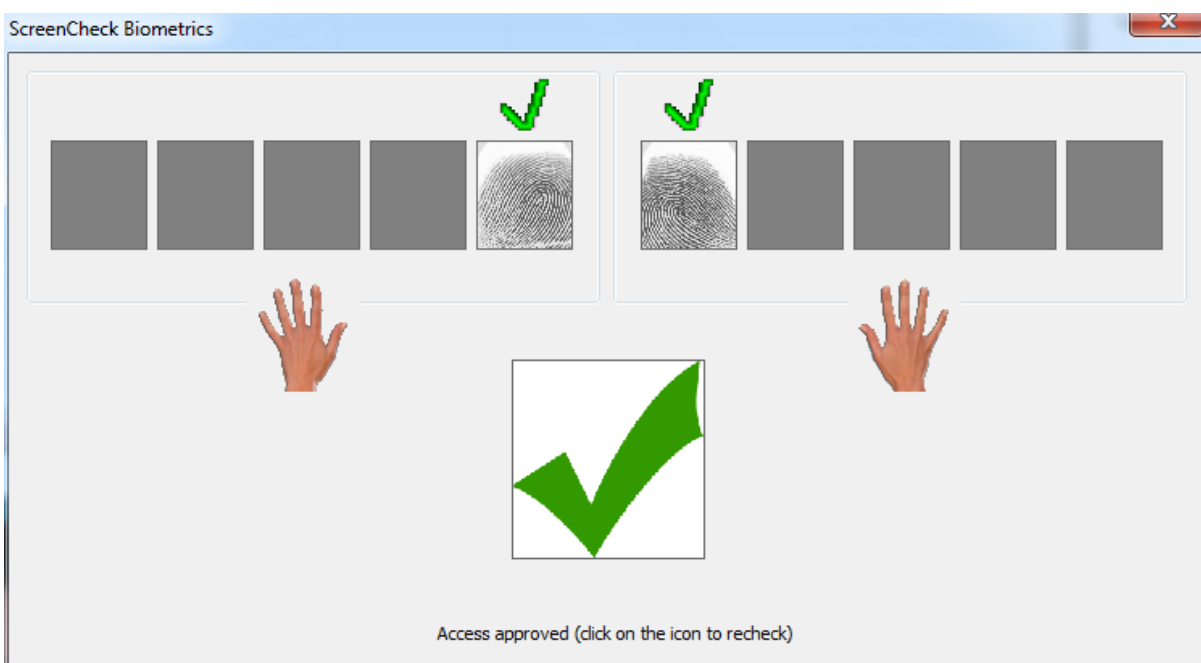 ScreenCheck Biometrics
Access approved (click on the icon to recheck)